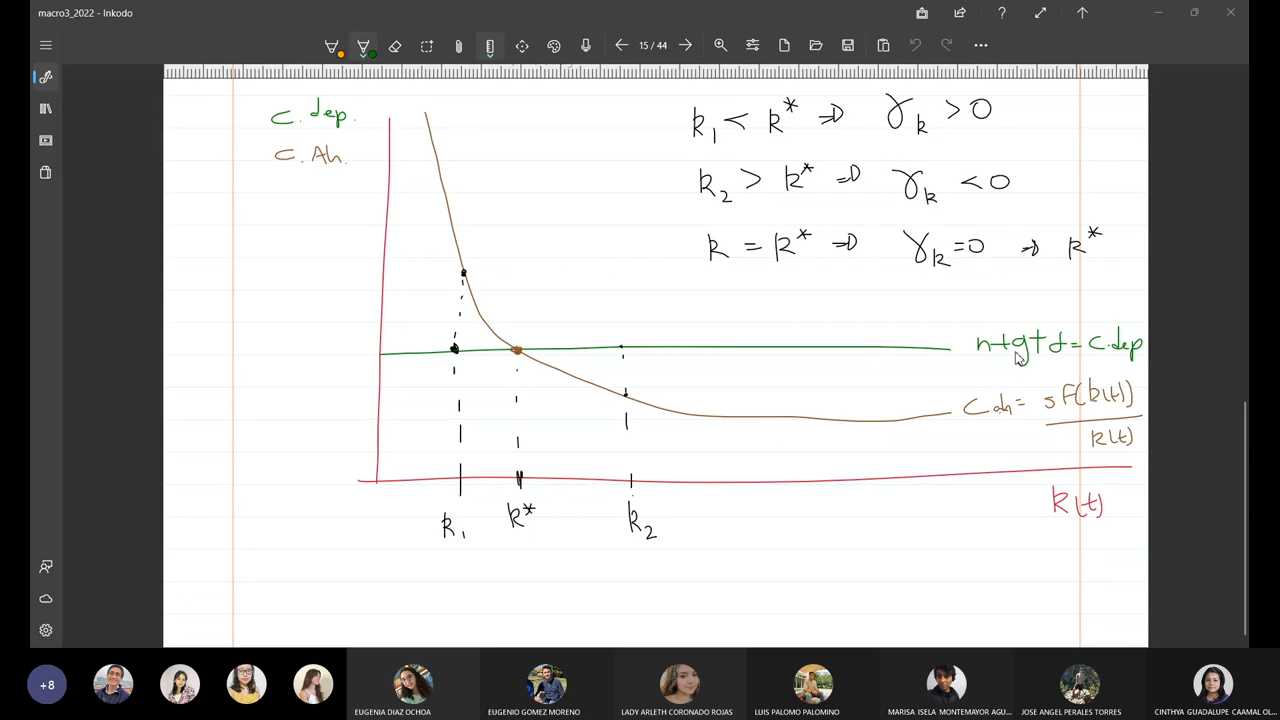 macro3_2022 - Inkodo
15 / 44
C. dep.
C. Ah.
k₁ < k* ⇒ γₖ > 0
k₂ > k* ⇒ γₖ < 0
k = k* ⇒ γₖ = 0 ⇒ k*
n+g+δ = C.dep
C ah = sf(k(t))
k(t)
k₁ k* k₂
k(t)
+8
EUGENIA DIAZ OCHOA
EUGENIO GOMEZ MORENO
LADY ARLETH CORONADO ROJAS
LUIS PALOMO PALOMINO
MARISA ISELA MONTEMAYOR AGU...
JOSE ANGEL PERALES TORRES
CINTHYA GUADALUPE CAAMAL OL...